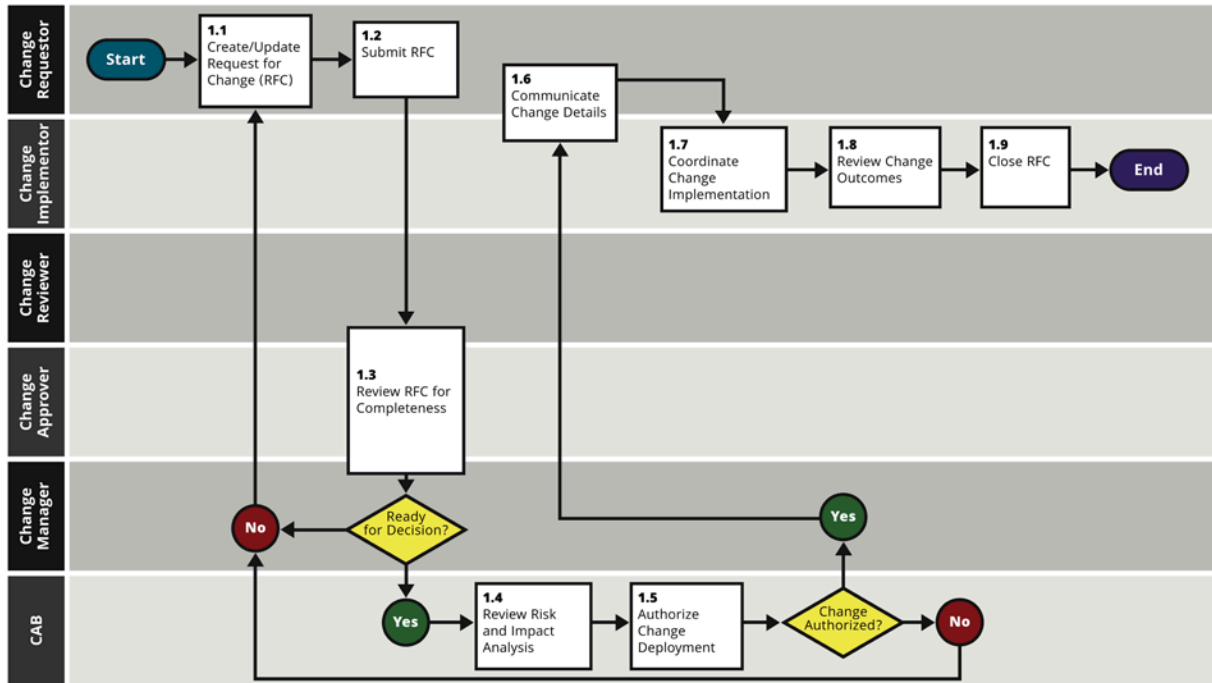 Change
Requestor
Start
1.1
Create/Update
Request for
Change (RFC)
1.2
Submit RFC
1.6
Communicate
Change Details
Change
Implementor
1.7
Coordinate
Change
Implementation
1.8
Review Change
Outcomes
1.9
Close RFC
End
Change
Reviewer
Change
Approver
1.3
Review RFC for
Completeness
Change
Manager
No
Ready
for Decision?
Yes
CAB
Yes
1.4
Review Risk
and Impact
Analysis
1.5
Authorize
Change
Deployment
Change
Authorized?
No